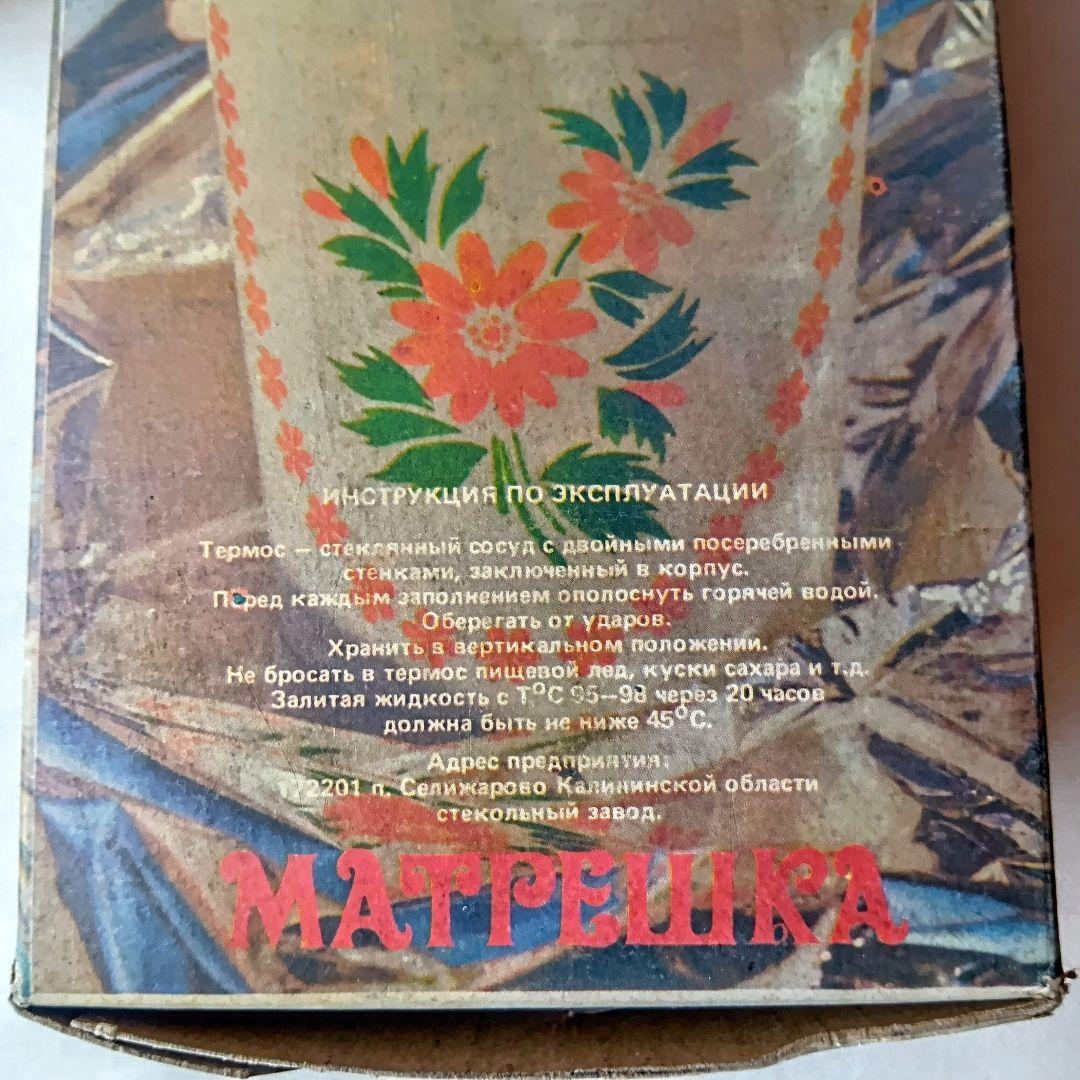 ИНСТРУКЦИЯ ПО ЭКСПЛУАТАЦИИ
Термос — стеклянный сосуд с двойными посеребренными
стенками, заключенный в корпус.
Перед каждым заполнением ополоснуть горячей водой.
Оберегать от ударов.
Хранить в вертикальном положении.
Не бросать в термос пищевой лед, куски сахара и т.д.
Залитая жидкость с Т°С 95—98 через 20 часов
должна быть не ниже 45°С.
Адрес предприятия:
172201 п. Селижарово Калининской области
стекольный завод.
МАТРЕШКА